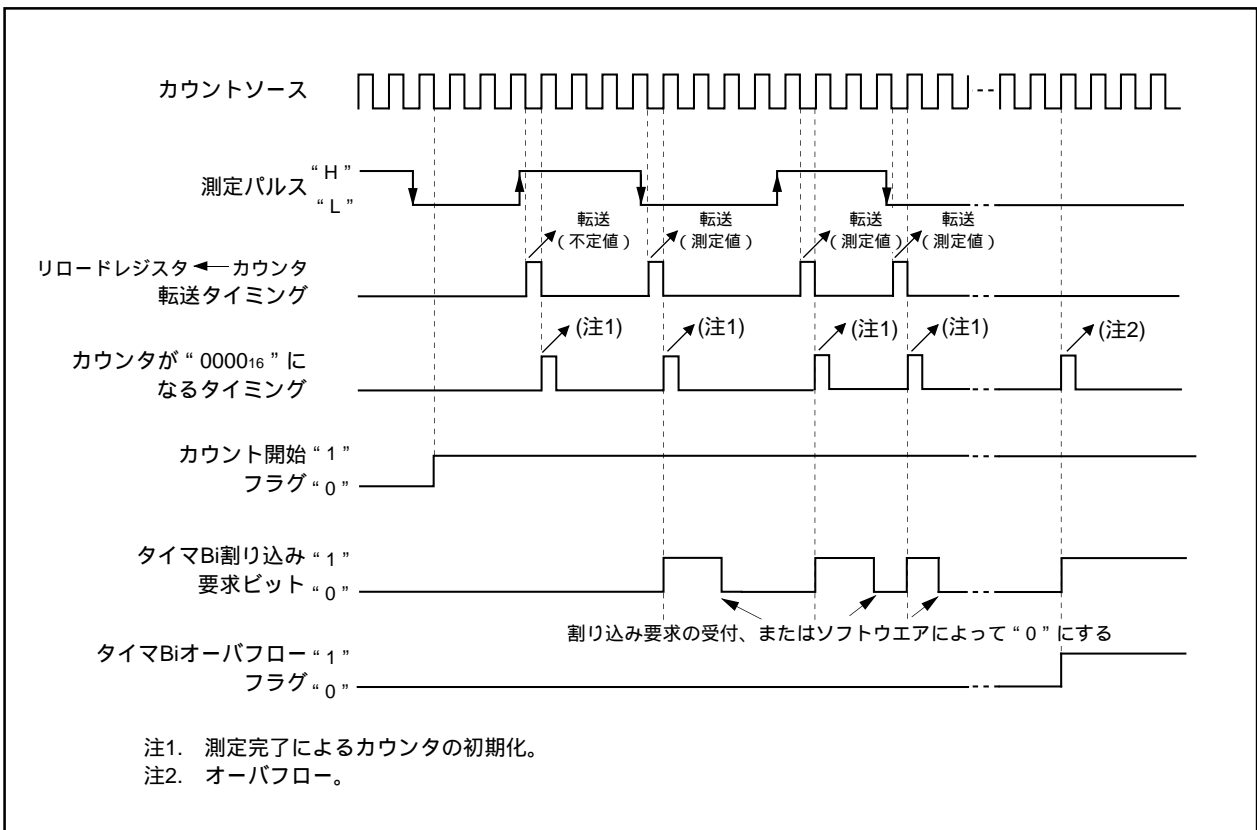 カウントソース
測定パルス
“ H ”
“ L ”
転送
（不定値）
転送
（測定値）
転送
（測定値）
転送
（測定値）
リロードレジスタ ← カウンタ
転送タイミング
(注1)
(注1)
(注1)
(注1)
(注2)
カウンタが “ 0000₁₆ ” に
なるタイミング
カウント開始 “ 1 ”
フラグ “ 0 ”
タイマBi割り込み “ 1 ”
要求ビット “ 0 ”
割り込み要求の受付、またはソフトウエアによって “ 0 ” にする
タイマBiオーバフロー “ 1 ”
フラグ “ 0 ”
注1. 測定完了によるカウンタの初期化。
注2. オーバフロー。